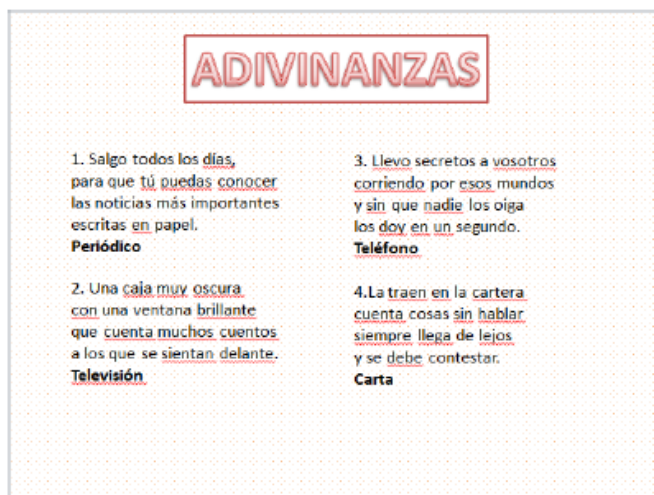 ADIVINANZAS
1. Salgo todos los días,
para que tú puedas conocer
las noticias más importantes
escritas en papel.
Periódico
2. Una caja muy oscura
con una ventana brillante
que cuenta muchos cuentos
a los que se sientan delante.
Televisión
3. Llevo secretos a vosotros
corriendo por esos mundos
y sin que nadie los oiga
los doy en un segundo.
Teléfono
4.La traen en la cartera
cuenta cosas sin hablar
siempre llega de lejos
y se debe contestar.
Carta